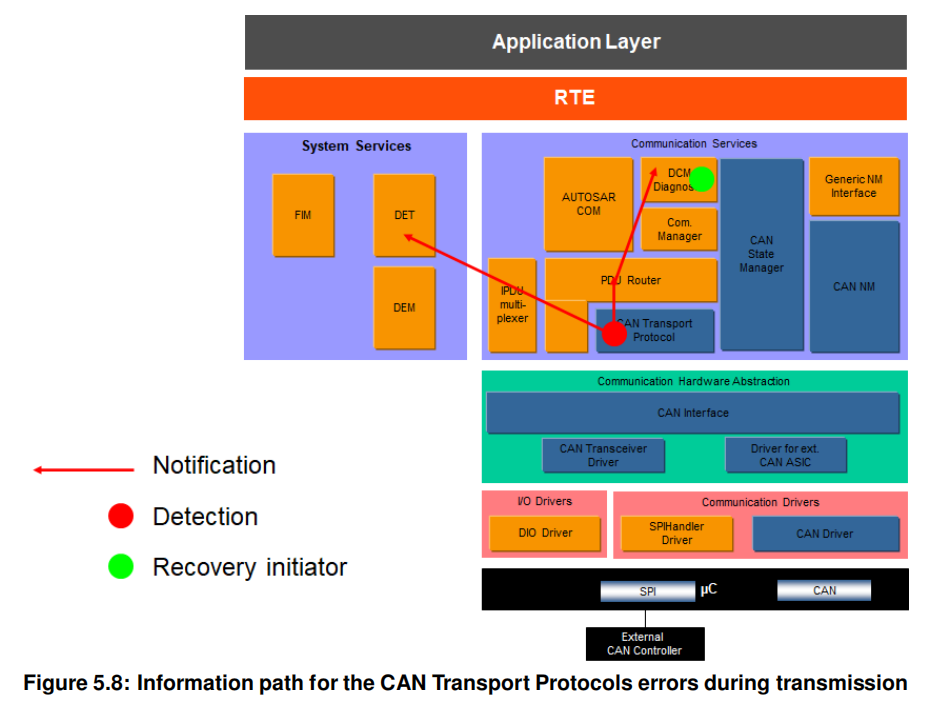 Application Layer
RTE
System Services
FIM
DET
DEM
Communication Services
AUTOSAR
COM
DCM
Diagnos
Com.
Manager
CAN
State
Manager
Generic NM
Interface
CAN NM
IPDU
multi-
plexer
PDU Router
CAN Transport
Protocol
Communication Hardware Abstraction
CAN Interface
CAN Transceiver
Driver
Driver for ext.
CAN ASIC
I/O Drivers
DIO Driver
Communication Drivers
SPIHandler
Driver
CAN Driver
SPI
µC
CAN
External
CAN Controller
Notification
Detection
Recovery initiator
Figure 5.8: Information path for the CAN Transport Protocols errors during transmission